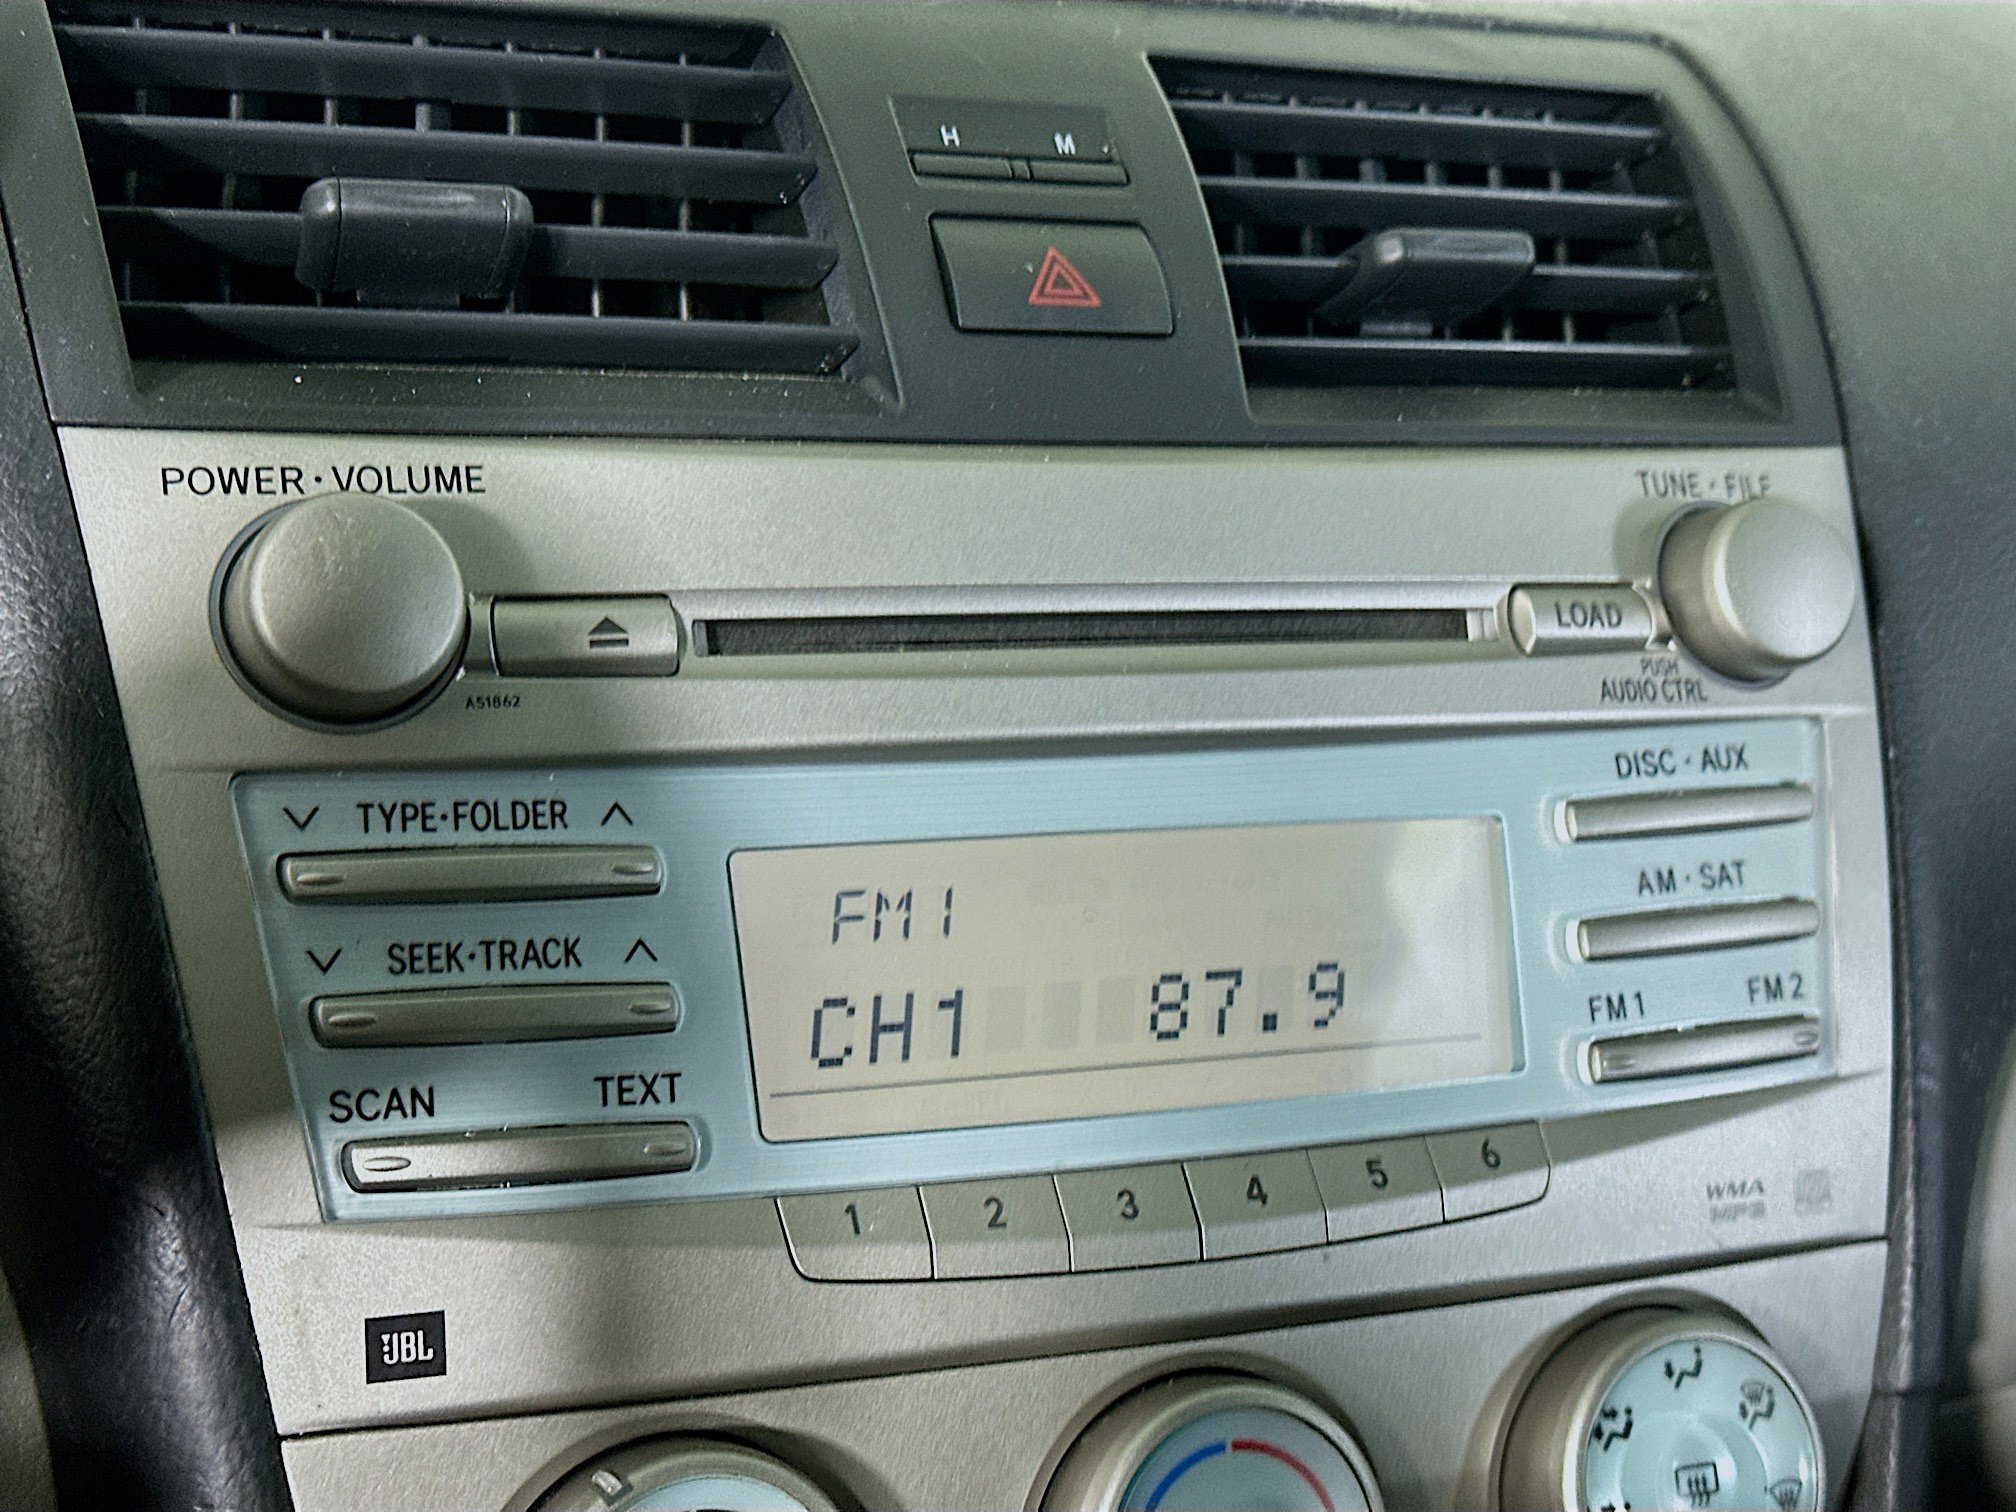 H M
POWER·VOLUME
TUNE·FILE
LOAD
PUSH
AUDIO CTRL
A51862
DISC·AUX
TYPE·FOLDER
AM·SAT
SEEK·TRACK
FM1 FM2
SCAN TEXT
FM1
CH1 87.9
1 2 3 4 5 6
WMA
MP3
JBL